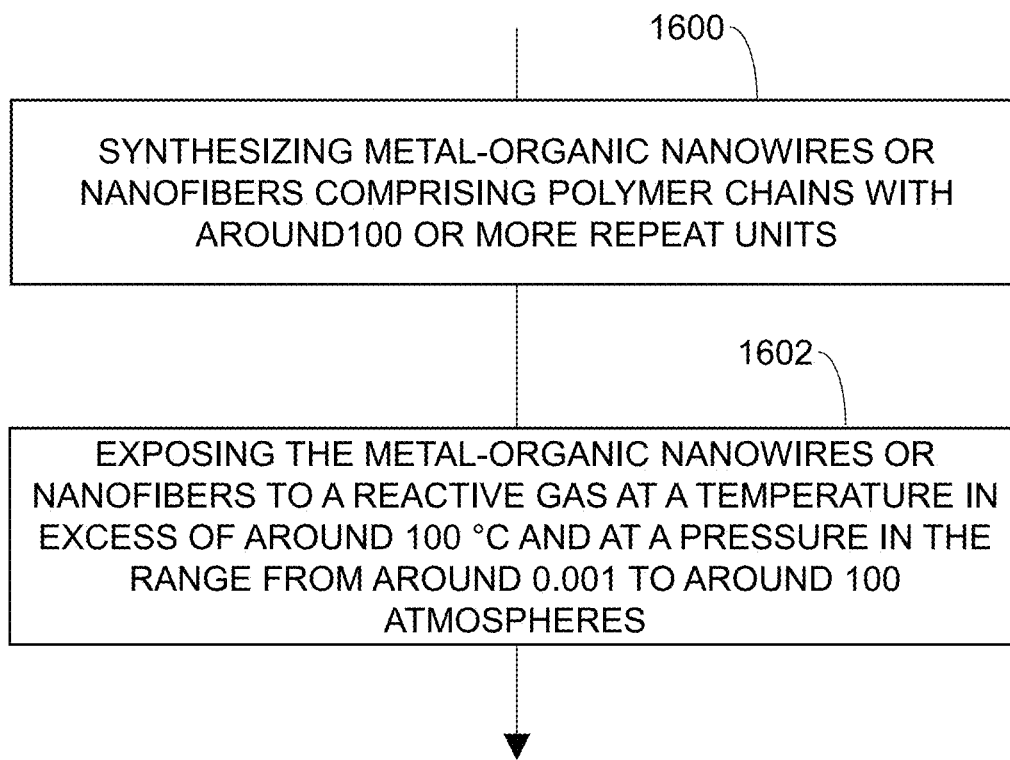 1600
SYNTHESIZING METAL-ORGANIC NANOWIRES OR
NANOFIBERS COMPRISING POLYMER CHAINS WITH
AROUND100 OR MORE REPEAT UNITS
1602
EXPOSING THE METAL-ORGANIC NANOWIRES OR
NANOFIBERS TO A REACTIVE GAS AT A TEMPERATURE IN
EXCESS OF AROUND 100 °C AND AT A PRESSURE IN THE
RANGE FROM AROUND 0.001 TO AROUND 100
ATMOSPHERES